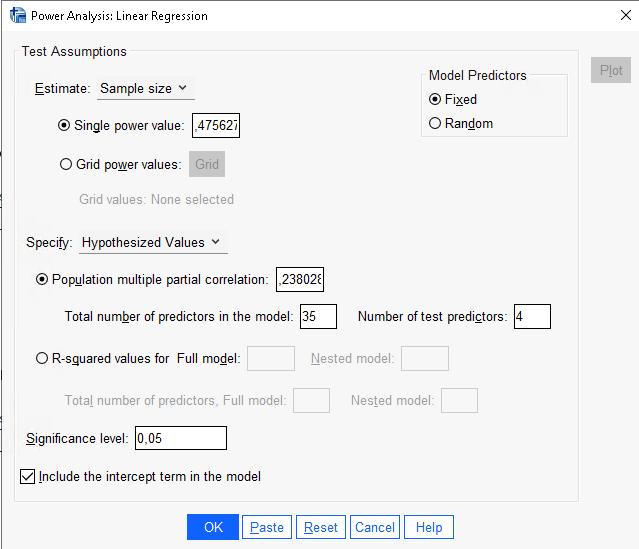 Power Analysis: Linear Regression
Test Assumptions
Estimate: Sample size
Single power value: ,475627
Grid power values: Grid
Grid values: None selected
Model Predictors
Fixed
Random
Plot
Specify: Hypothesized Values
Population multiple partial correlation: ,238028
Total number of predictors in the model: 35 Number of test predictors: 4
R-squared values for Full model: Nested model:
Total number of predictors, Full model: Nested model:
Significance level: 0,05
Include the intercept term in the model
OK Paste Reset Cancel Help